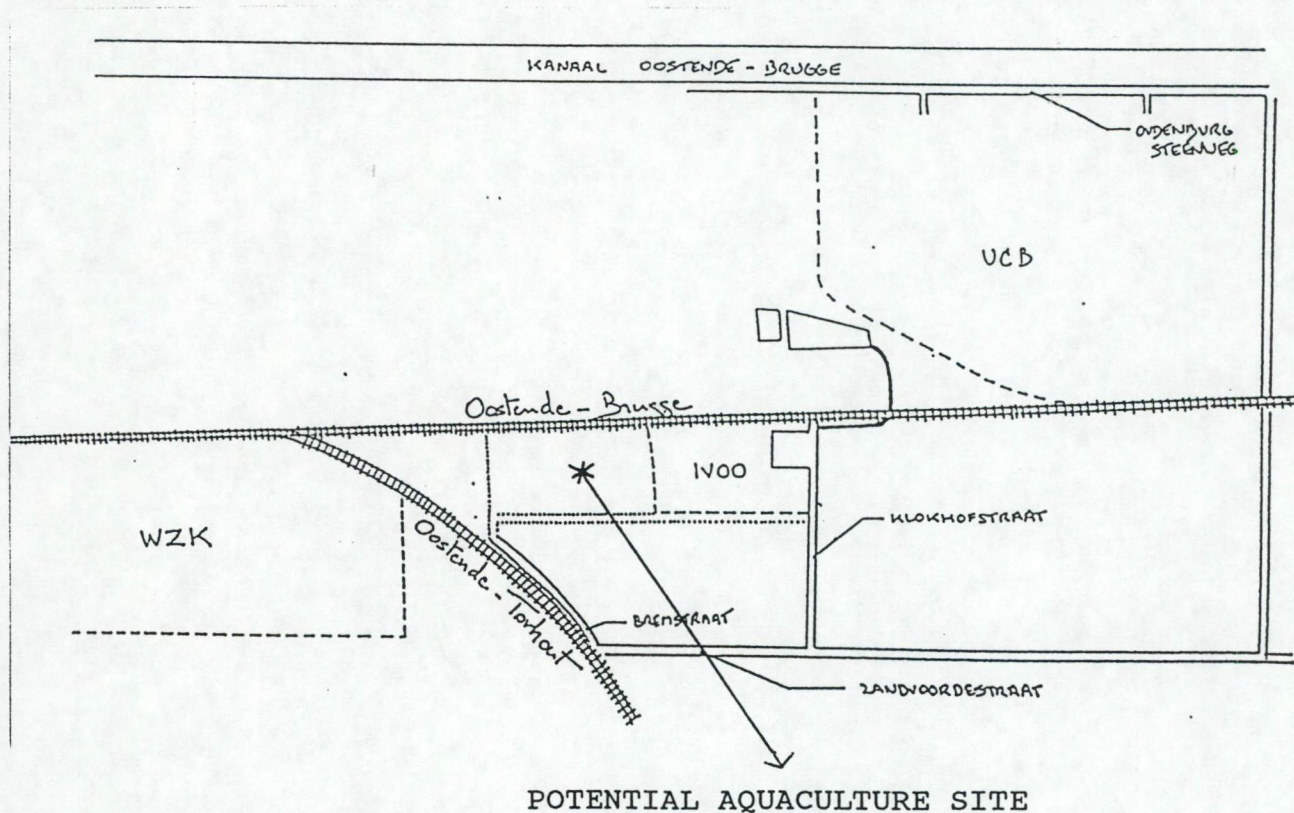 KANAAL OOSTENDE - BRUGGE
OUDENBURG
STEENWEG
UCB
Oostende - Brugge
IVOO
WZK
KLOKHOFSTRAAT
Oostende - Torhout
BREMSTRAAT
ZANDVOORDESTRAAT
POTENTIAL AQUACULTURE SITE